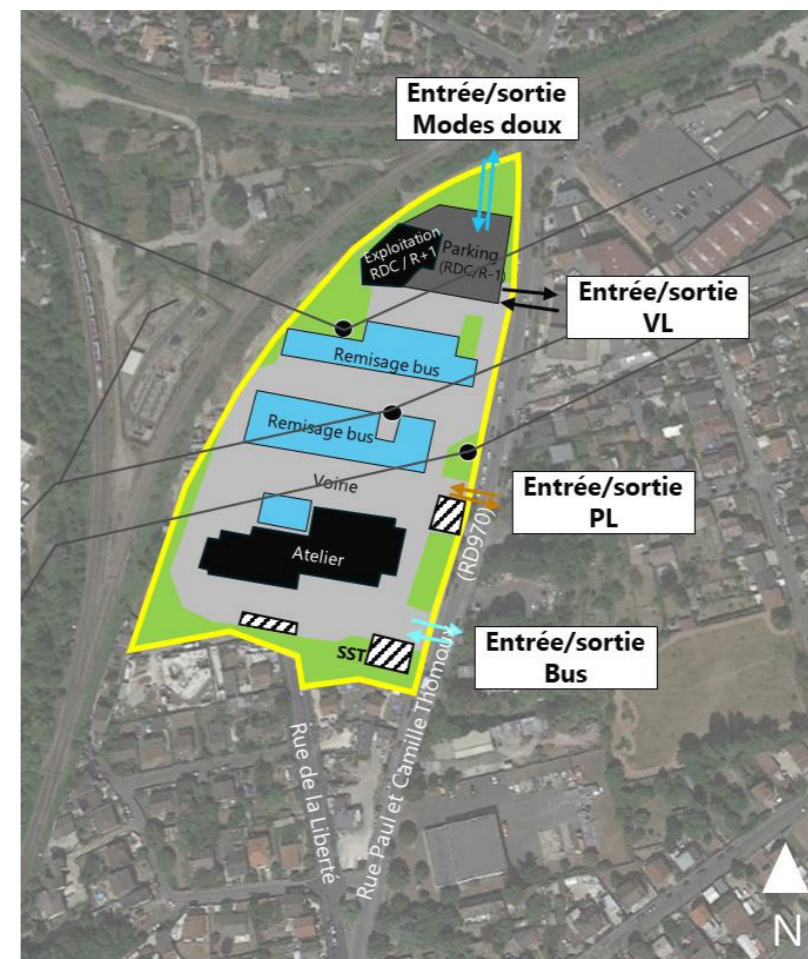 Entrée/sortie
Modes doux
Exploitation
RDC / R+1
Parking
(RDC/R-1)
Entrée/sortie
VL
Remisage bus
Remisage bus
Voirie
Entrée/sortie
PL
(RD970)
Atelier
Entrée/sortie
Bus
SST
Rue de la Liberté
Rue Paul et Camille Thomoux
N